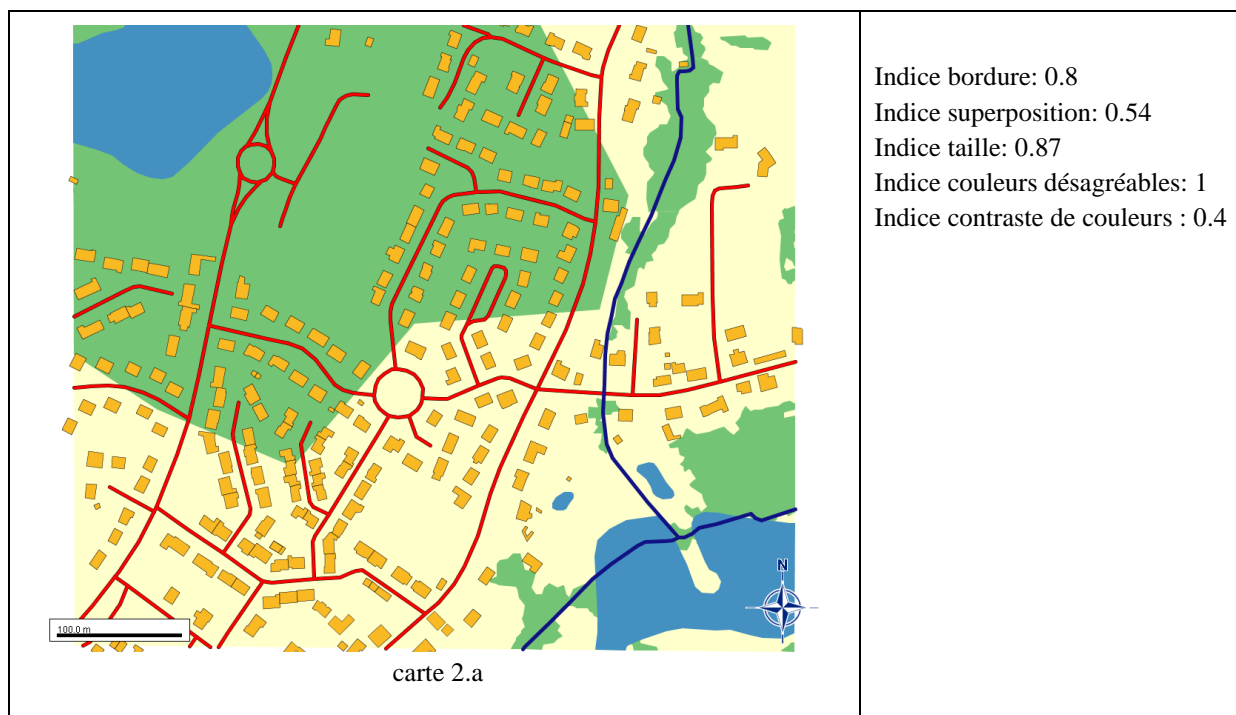 N
100.0 m
carte 2.a
Indice bordure: 0.8
Indice superposition: 0.54
Indice taille: 0.87
Indice couleurs désagréables: 1
Indice contraste de couleurs : 0.4